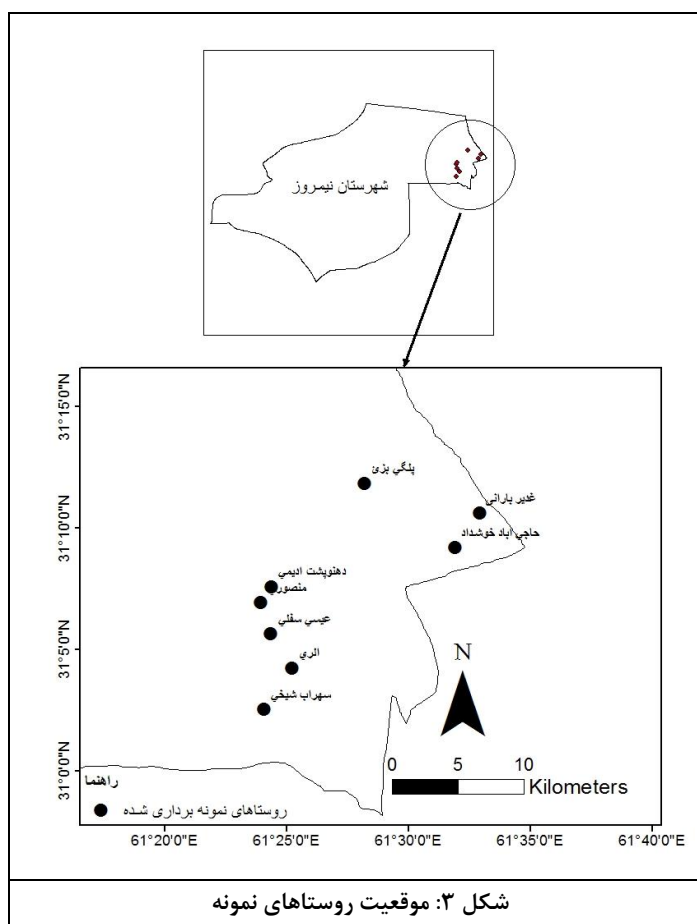 شهرستان نیمروز
31°15'0"N
31°10'0"N
31°5'0"N
31°0'0"N
پلگي بزئ
غدير باراني
حاجي آباد خوشداد
دهنوپشت اديمي
منصوري
عيسي سفلي
الري
سهراب شيخي
N
0 5 10
Kilometers
راهنما
روستاهای نمونه برداری شده
61°20'0"E 61°25'0"E 61°30'0"E 61°35'0"E 61°40'0"E
شکل ۳: موقعیت روستاهای نمونه